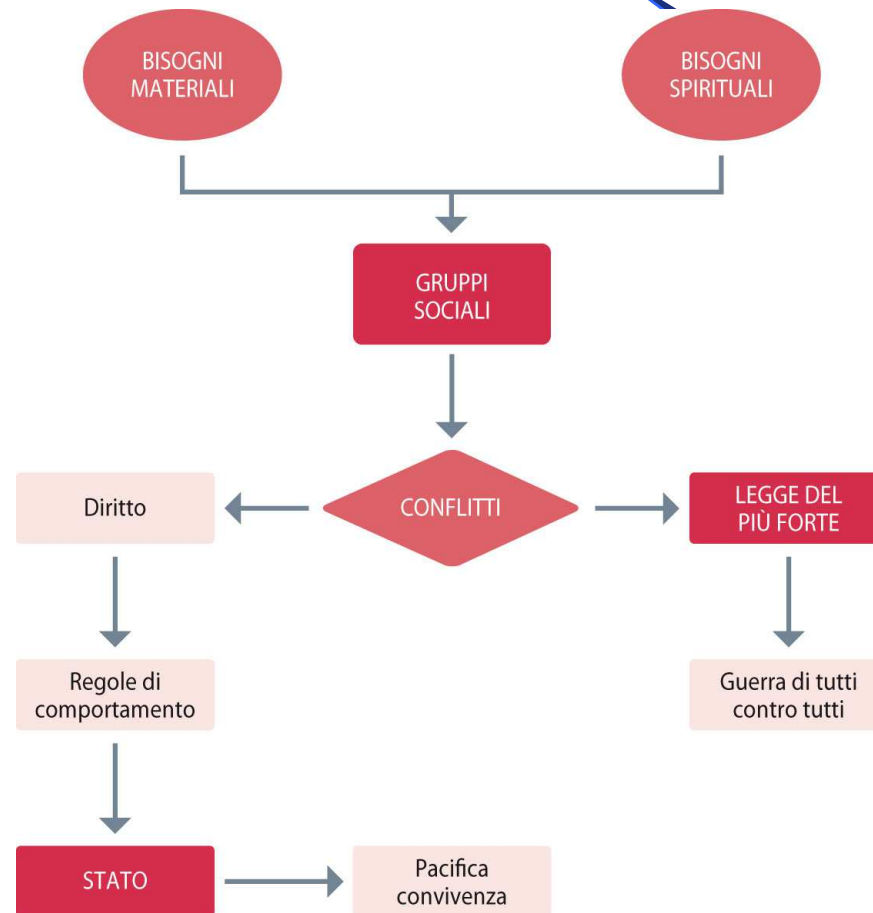 BISOGNI
MATERIALI
BISOGNI
SPIRITUALI
GRUPPI
SOCIALI
Diritto
CONFLITTI
LEGGE DEL
PIÙ FORTE
Regole di
comportamento
Guerra di tutti
contro tutti
STATO
Pacifica
convivenza